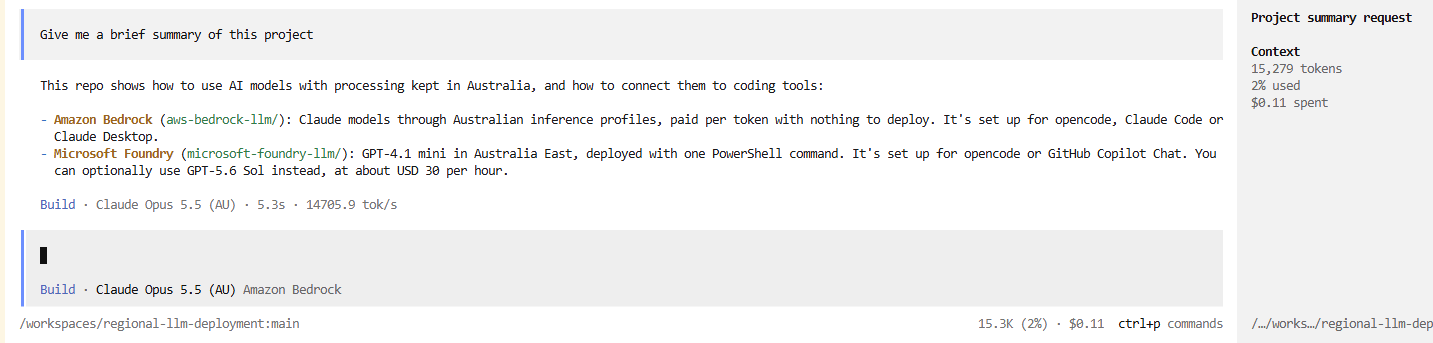 Give me a brief summary of this project
This repo shows how to use AI models with processing kept in Australia, and how to connect them to coding tools:
- Amazon Bedrock (aws-bedrock-llm/): Claude models through Australian inference profiles, paid per token with nothing to deploy. It's set up for opencode, Claude Code or
Claude Desktop.
- Microsoft Foundry (microsoft-foundry-llm/): GPT-4.1 mini in Australia East, deployed with one PowerShell command. It's set up for opencode or GitHub Copilot Chat. You
can optionally use GPT-5.6 Sol instead, at about USD 30 per hour.
Build · Claude Opus 5.5 (AU) · 5.3s · 14705.9 tok/s
Build · Claude Opus 5.5 (AU) Amazon Bedrock
/workspaces/regional-llm-deployment:main
15.3K (2%) · $0.11 ctrl+p commands
Project summary request
Context
15,279 tokens
2% used
$0.11 spent
/…/works…/regional-llm-dep